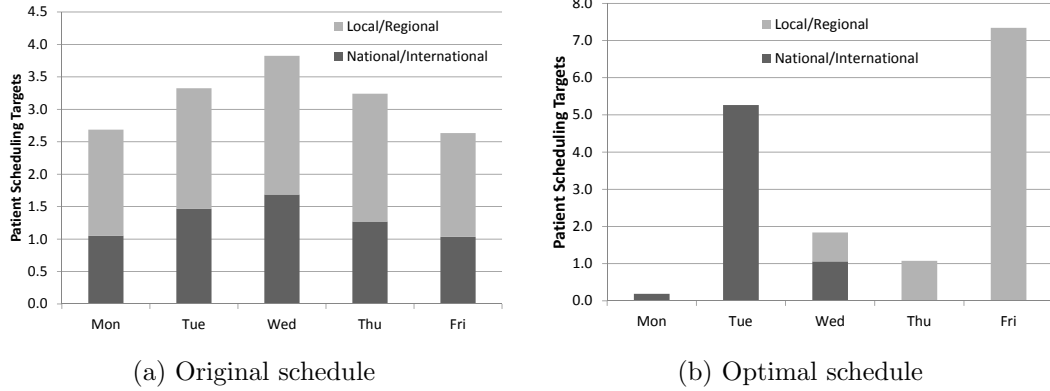 Patient Scheduling Targets
4.5
4.0
3.5
3.0
2.5
2.0
1.5
1.0
0.5
0.0
Local/Regional
National/International
Mon Tue Wed Thu Fri
(a) Original schedule
Patient Scheduling Targets
8.0
7.0
6.0
5.0
4.0
3.0
2.0
1.0
0.0
Local/Regional
National/International
Mon Tue Wed Thu Fri
(b) Optimal schedule